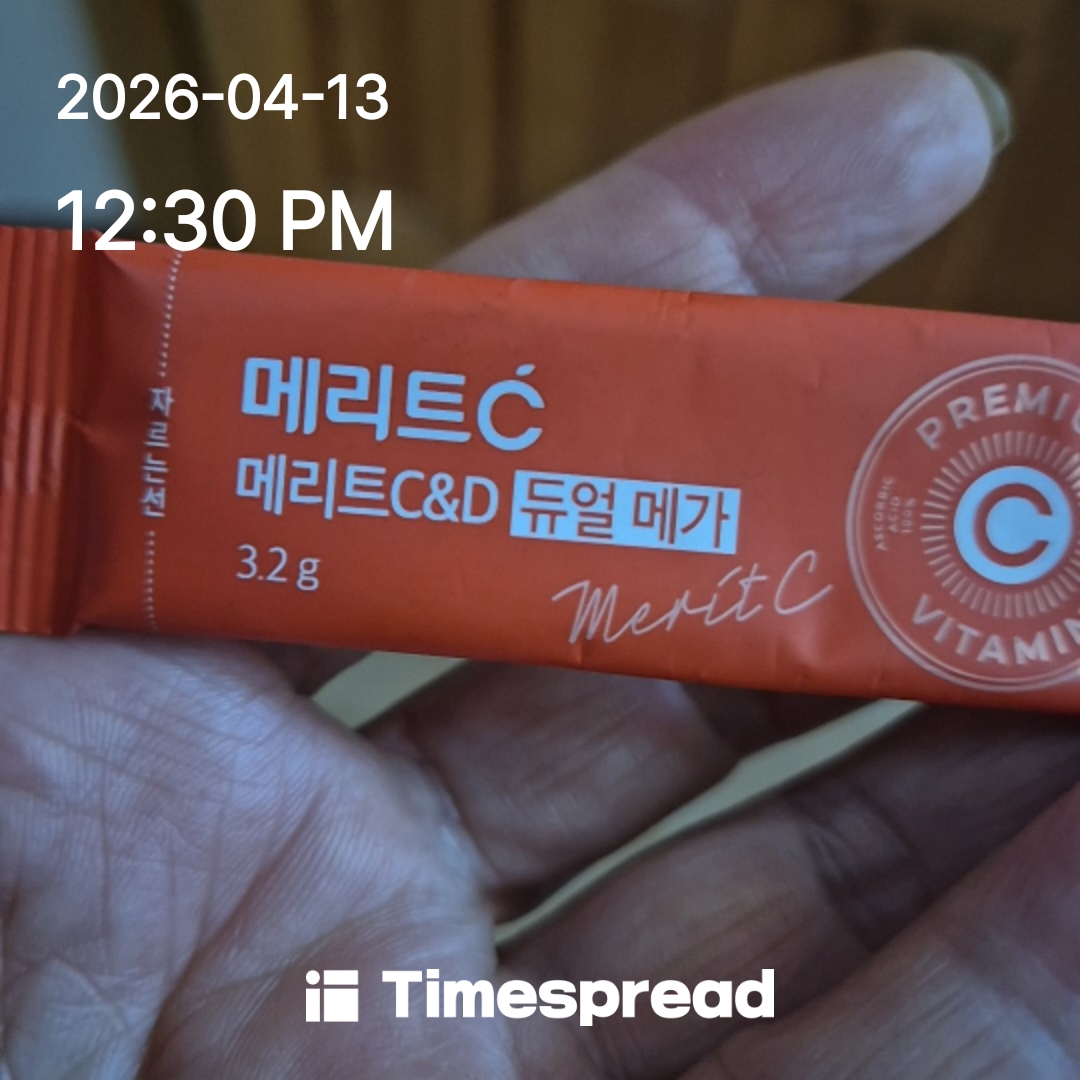 2026-04-13
12:30 PM
자르는선
메리트C
메리트C&D 듀얼 메가
3.2 g
Merit C
PREMIU
ASCORBIC
ACID
100%
C
VITAMIN
Timespread